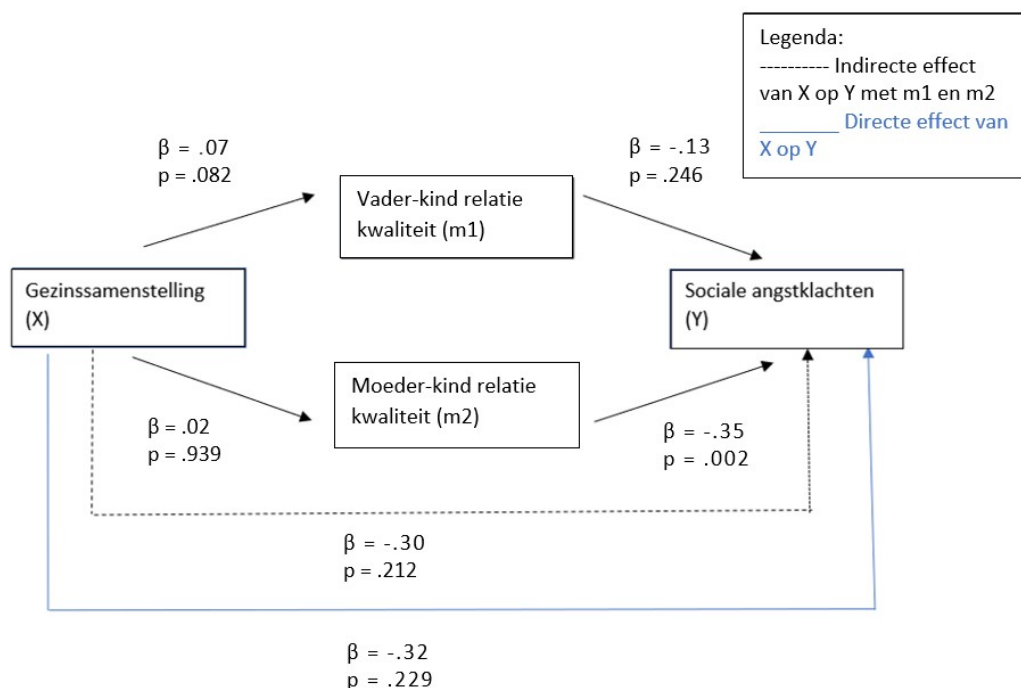 Legenda:
---------- Indirecte effect
van X op Y met m1 en m2
_______ Directe effect van
X op Y
β = .07
p = .082
β = -.13
p = .246
Vader-kind relatie
kwaliteit (m1)
Gezinssamenstelling
(X)
Sociale angstklachten
(Y)
Moeder-kind relatie
kwaliteit (m2)
β = .02
p = .939
β = -.35
p = .002
β = -.30
p = .212
β = -.32
p = .229